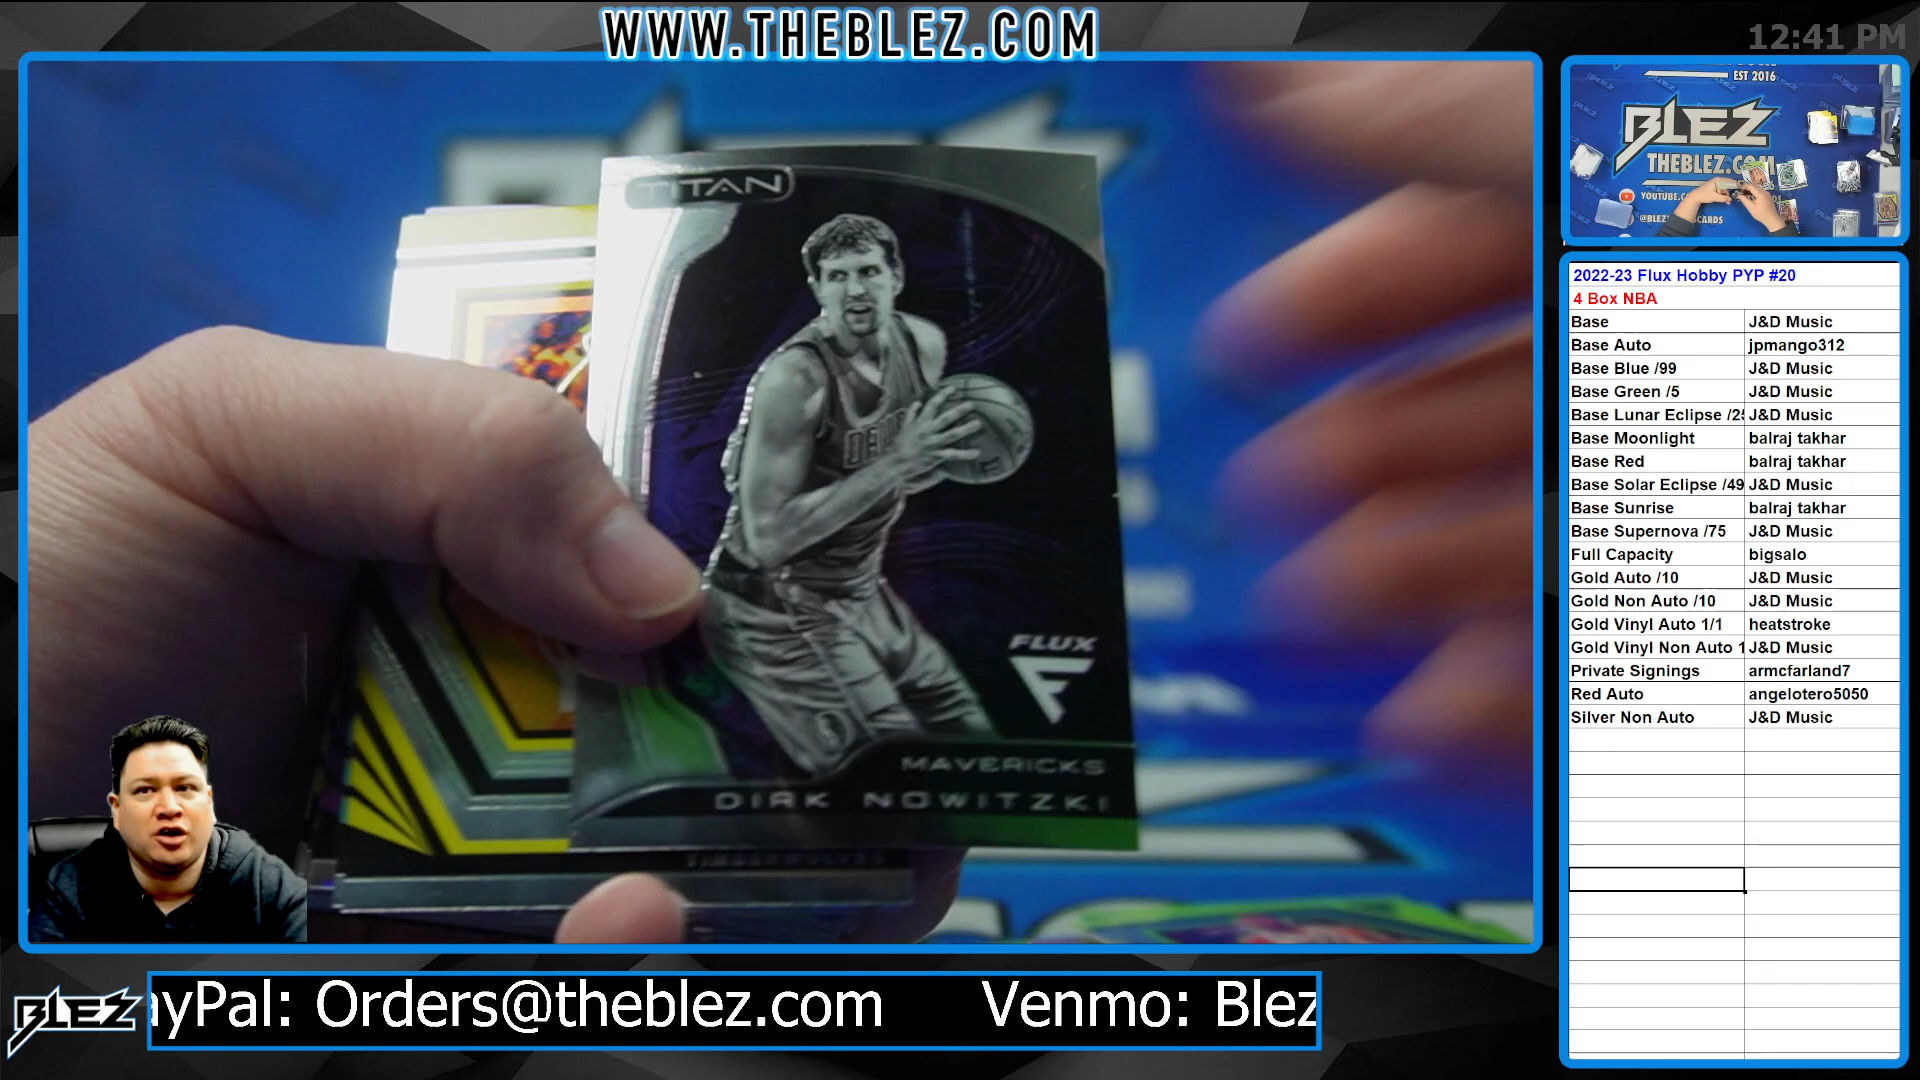 WWW.THEBLEZ.COM
12:41 PM
TITAN
FLUX
MAVERICKS
DIRK NOWITZKI
TIMBERWOLVES
EST 2016
BLEZ
THEBLEZ.COM
2022-23 Flux Hobby PYP #20
4 Box NBA
Base J&D Music
Base Auto jpmango312
Base Blue /99 J&D Music
Base Green /5 J&D Music
Base Lunar Eclipse /25 J&D Music
Base Moonlight balraj takhar
Base Red balraj takhar
Base Solar Eclipse /49 J&D Music
Base Sunrise balraj takhar
Base Supernova /75 J&D Music
Full Capacity bigsalo
Gold Auto /10 J&D Music
Gold Non Auto /10 J&D Music
Gold Vinyl Auto 1/1 heatstroke
Gold Vinyl Non Auto 1 J&D Music
Private Signings armcfarland7
Red Auto angelotero5050
Silver Non Auto J&D Music
BLEZ
ayPal: Orders@theblez.com Venmo: Blez